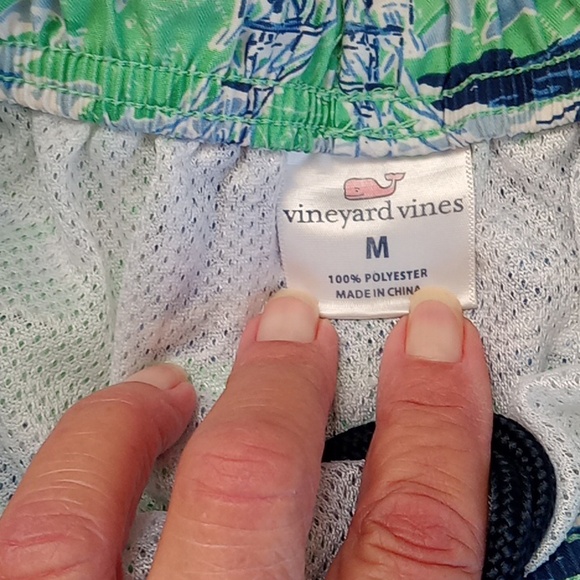 vineyard vines
M
100% POLYESTER
MADE IN CHINA